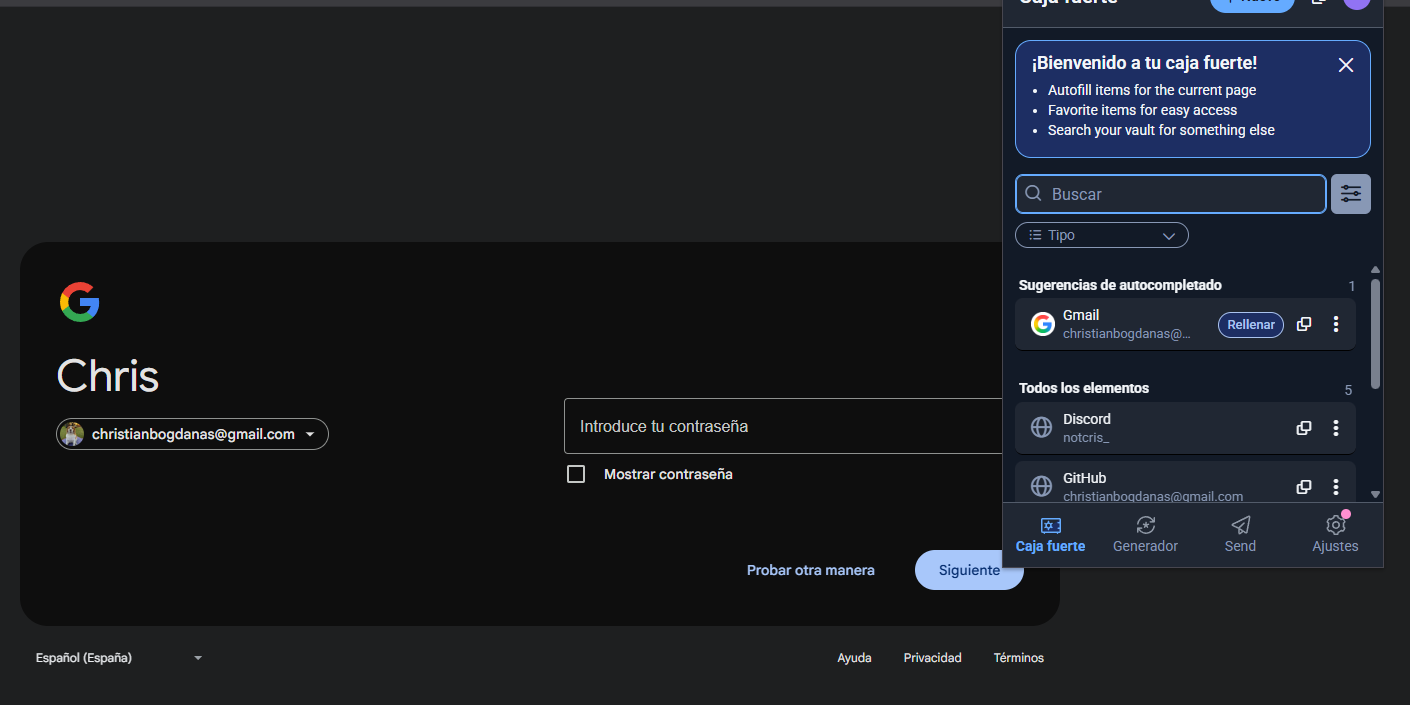 Caja fuerte
Nuevo
¡Bienvenido a tu caja fuerte!
Autofill items for the current page
Favorite items for easy access
Search your vault for something else
Buscar
Tipo
Sugerencias de autocompletado 1
Gmail
christianbogdanas@...
Rellenar
Todos los elementos 5
Discord
notcris_
GitHub
christianbogdanas@gmail.com
Caja fuerte Generador Send Ajustes
Chris
christianbogdanas@gmail.com
Introduce tu contraseña
Mostrar contraseña
Probar otra manera
Siguiente
Español (España)
Ayuda Privacidad Términos